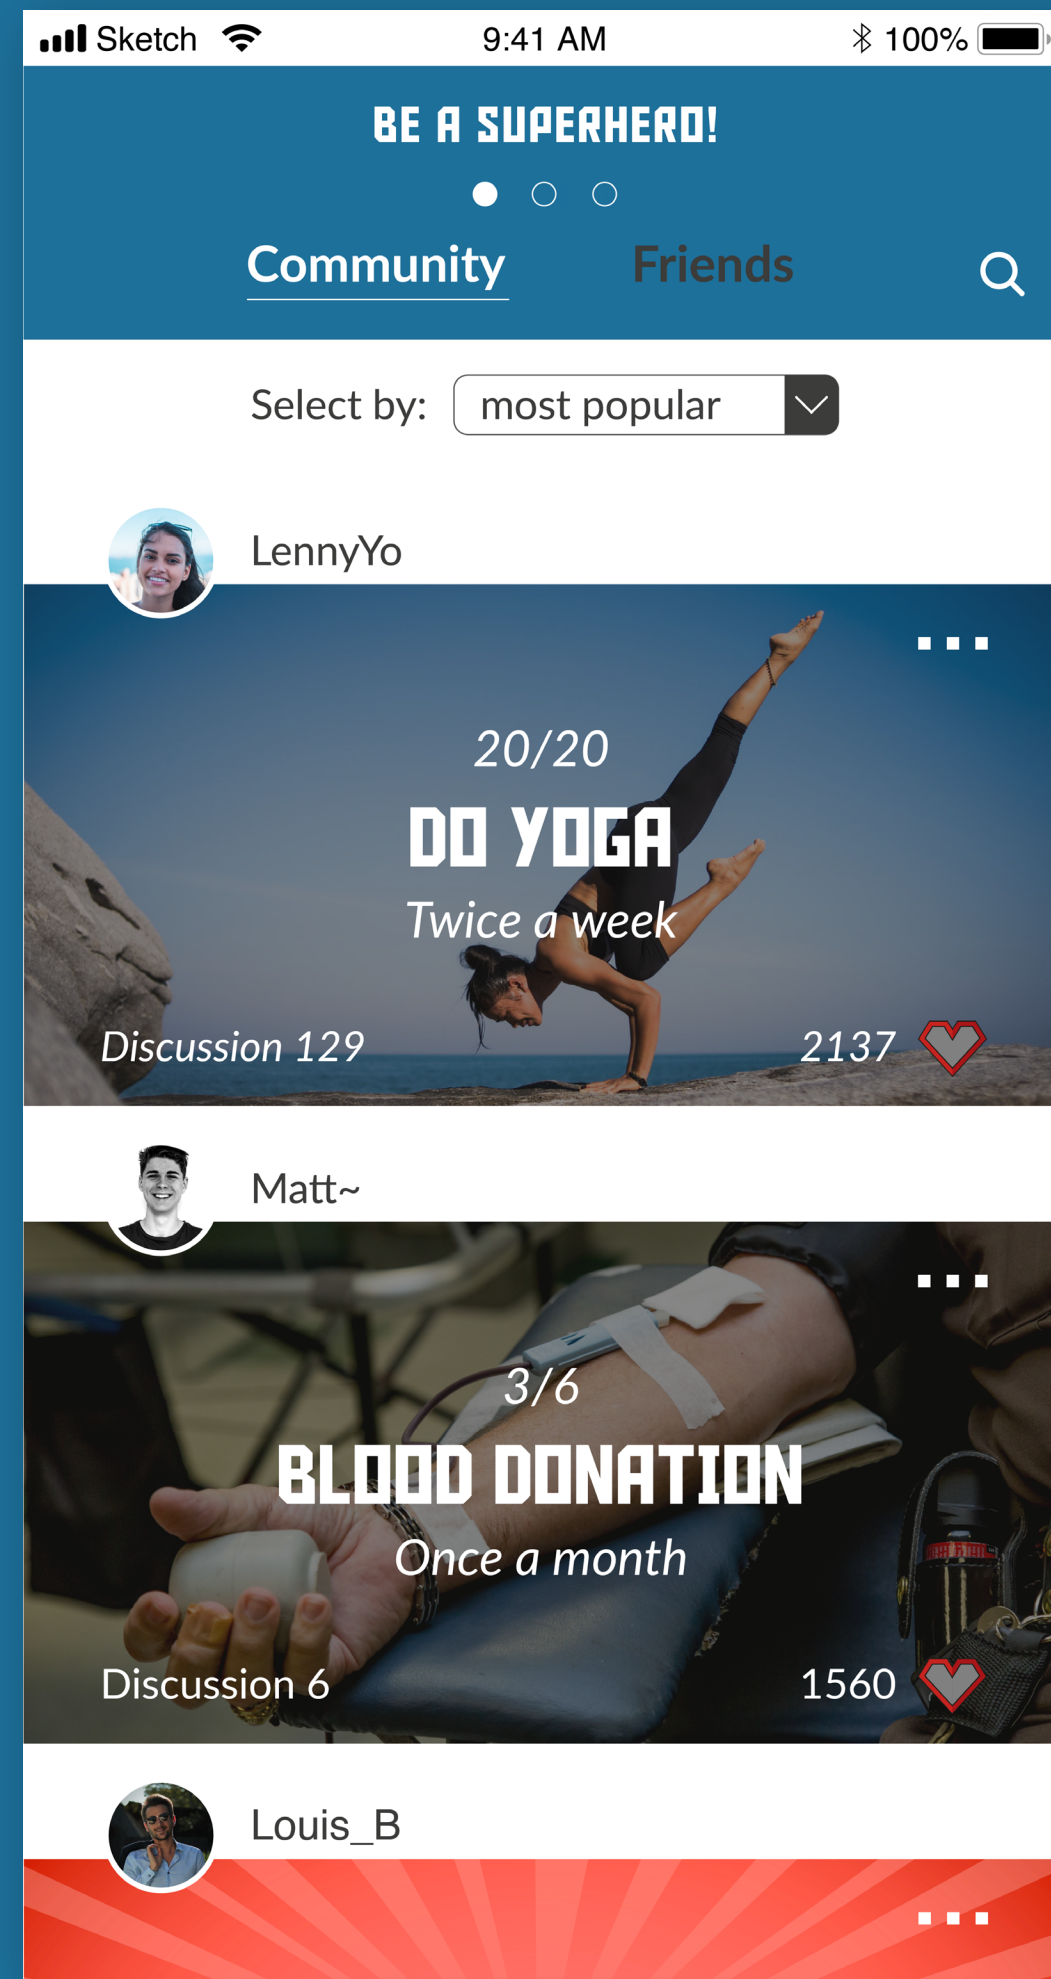 Sketch 9:41 AM 100%
BE A SUPERHERO!
Community Friends
Select by: most popular
LennyYo
20/20
DO YOGA
Twice a week
Discussion 129 2137
Matt~
3/6
BLOOD DONATION
Once a month
Discussion 6 1560
Louis_B